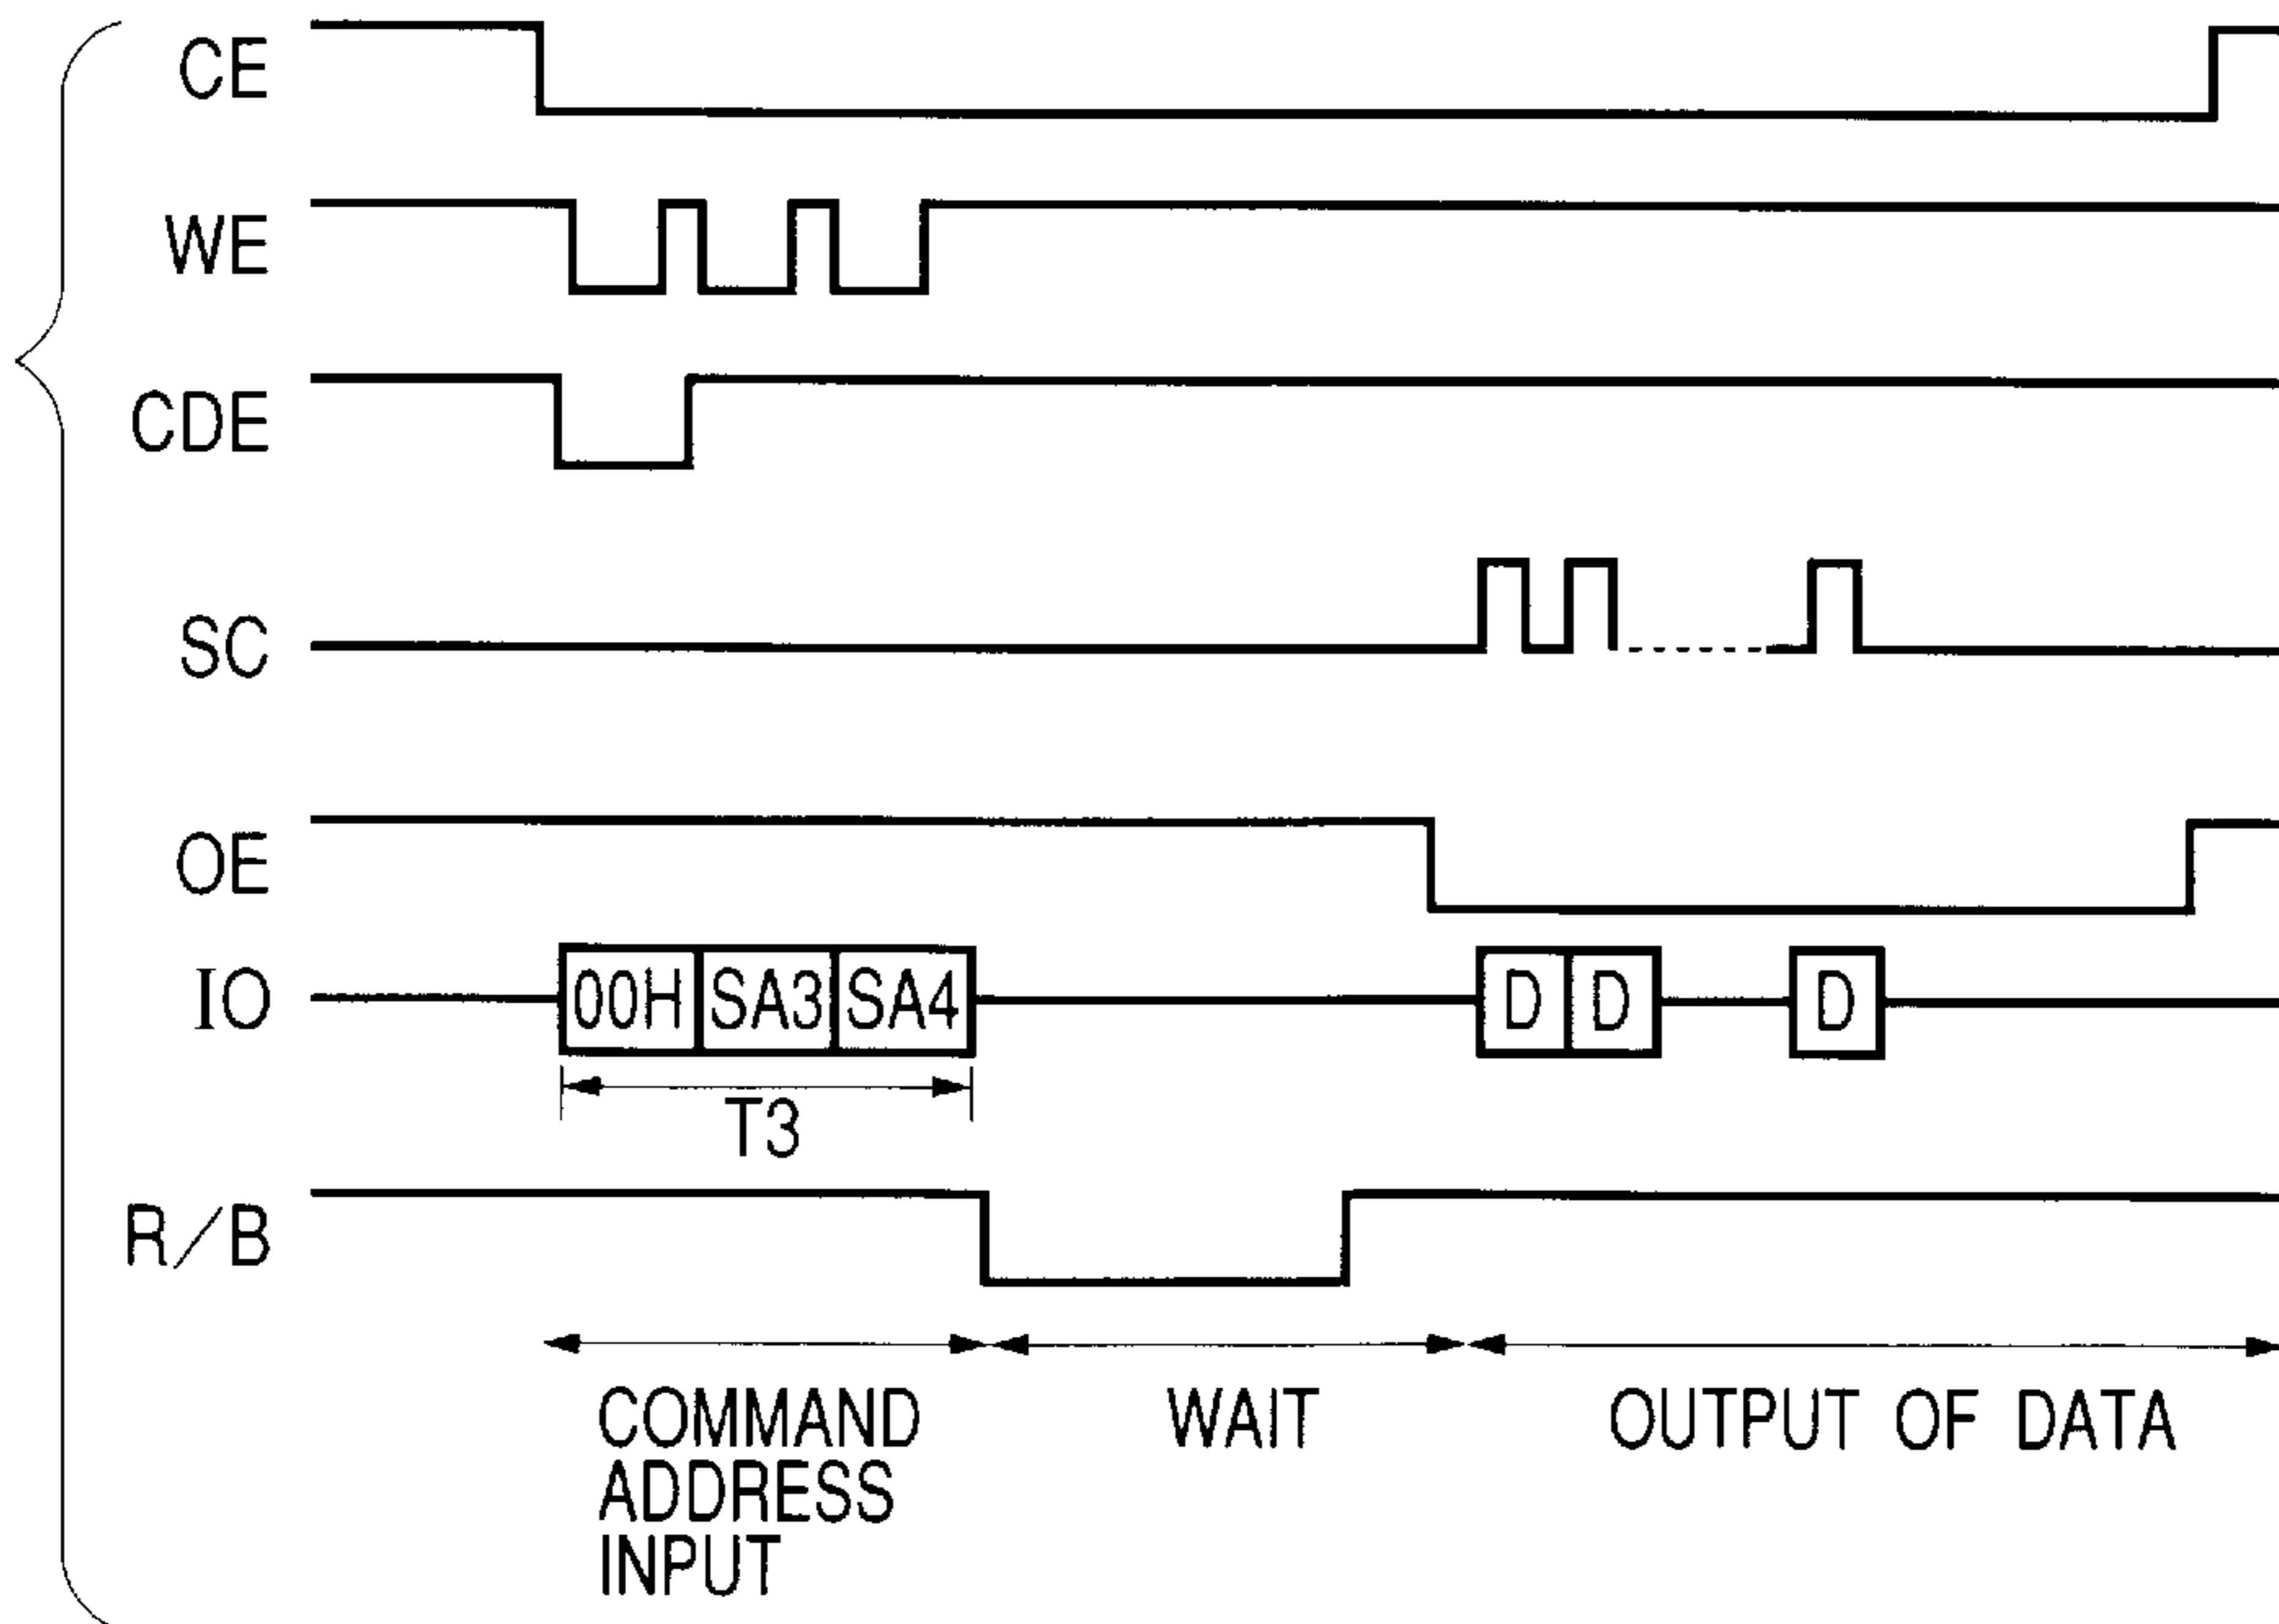 CE
WE
CDE
SC
OE
IO 00H SA3 SA4 D D D
T3
R/B
COMMAND
ADDRESS
INPUT
WAIT
OUTPUT OF DATA